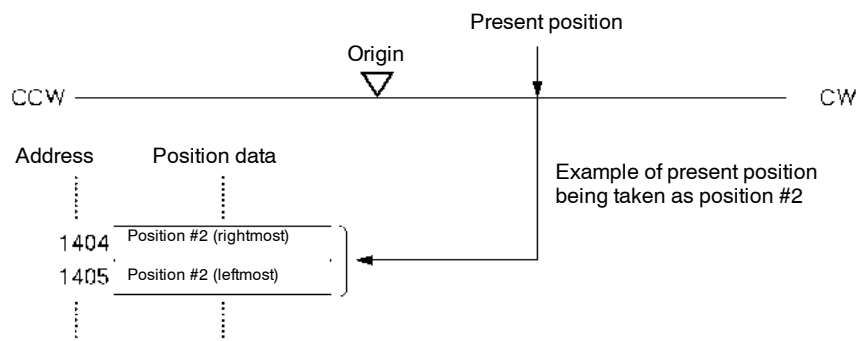 Present position
Origin
CCW
CW
Address
Position data
Example of present position
being taken as position #2
1404
Position #2 (rightmost)
1405
Position #2 (leftmost)